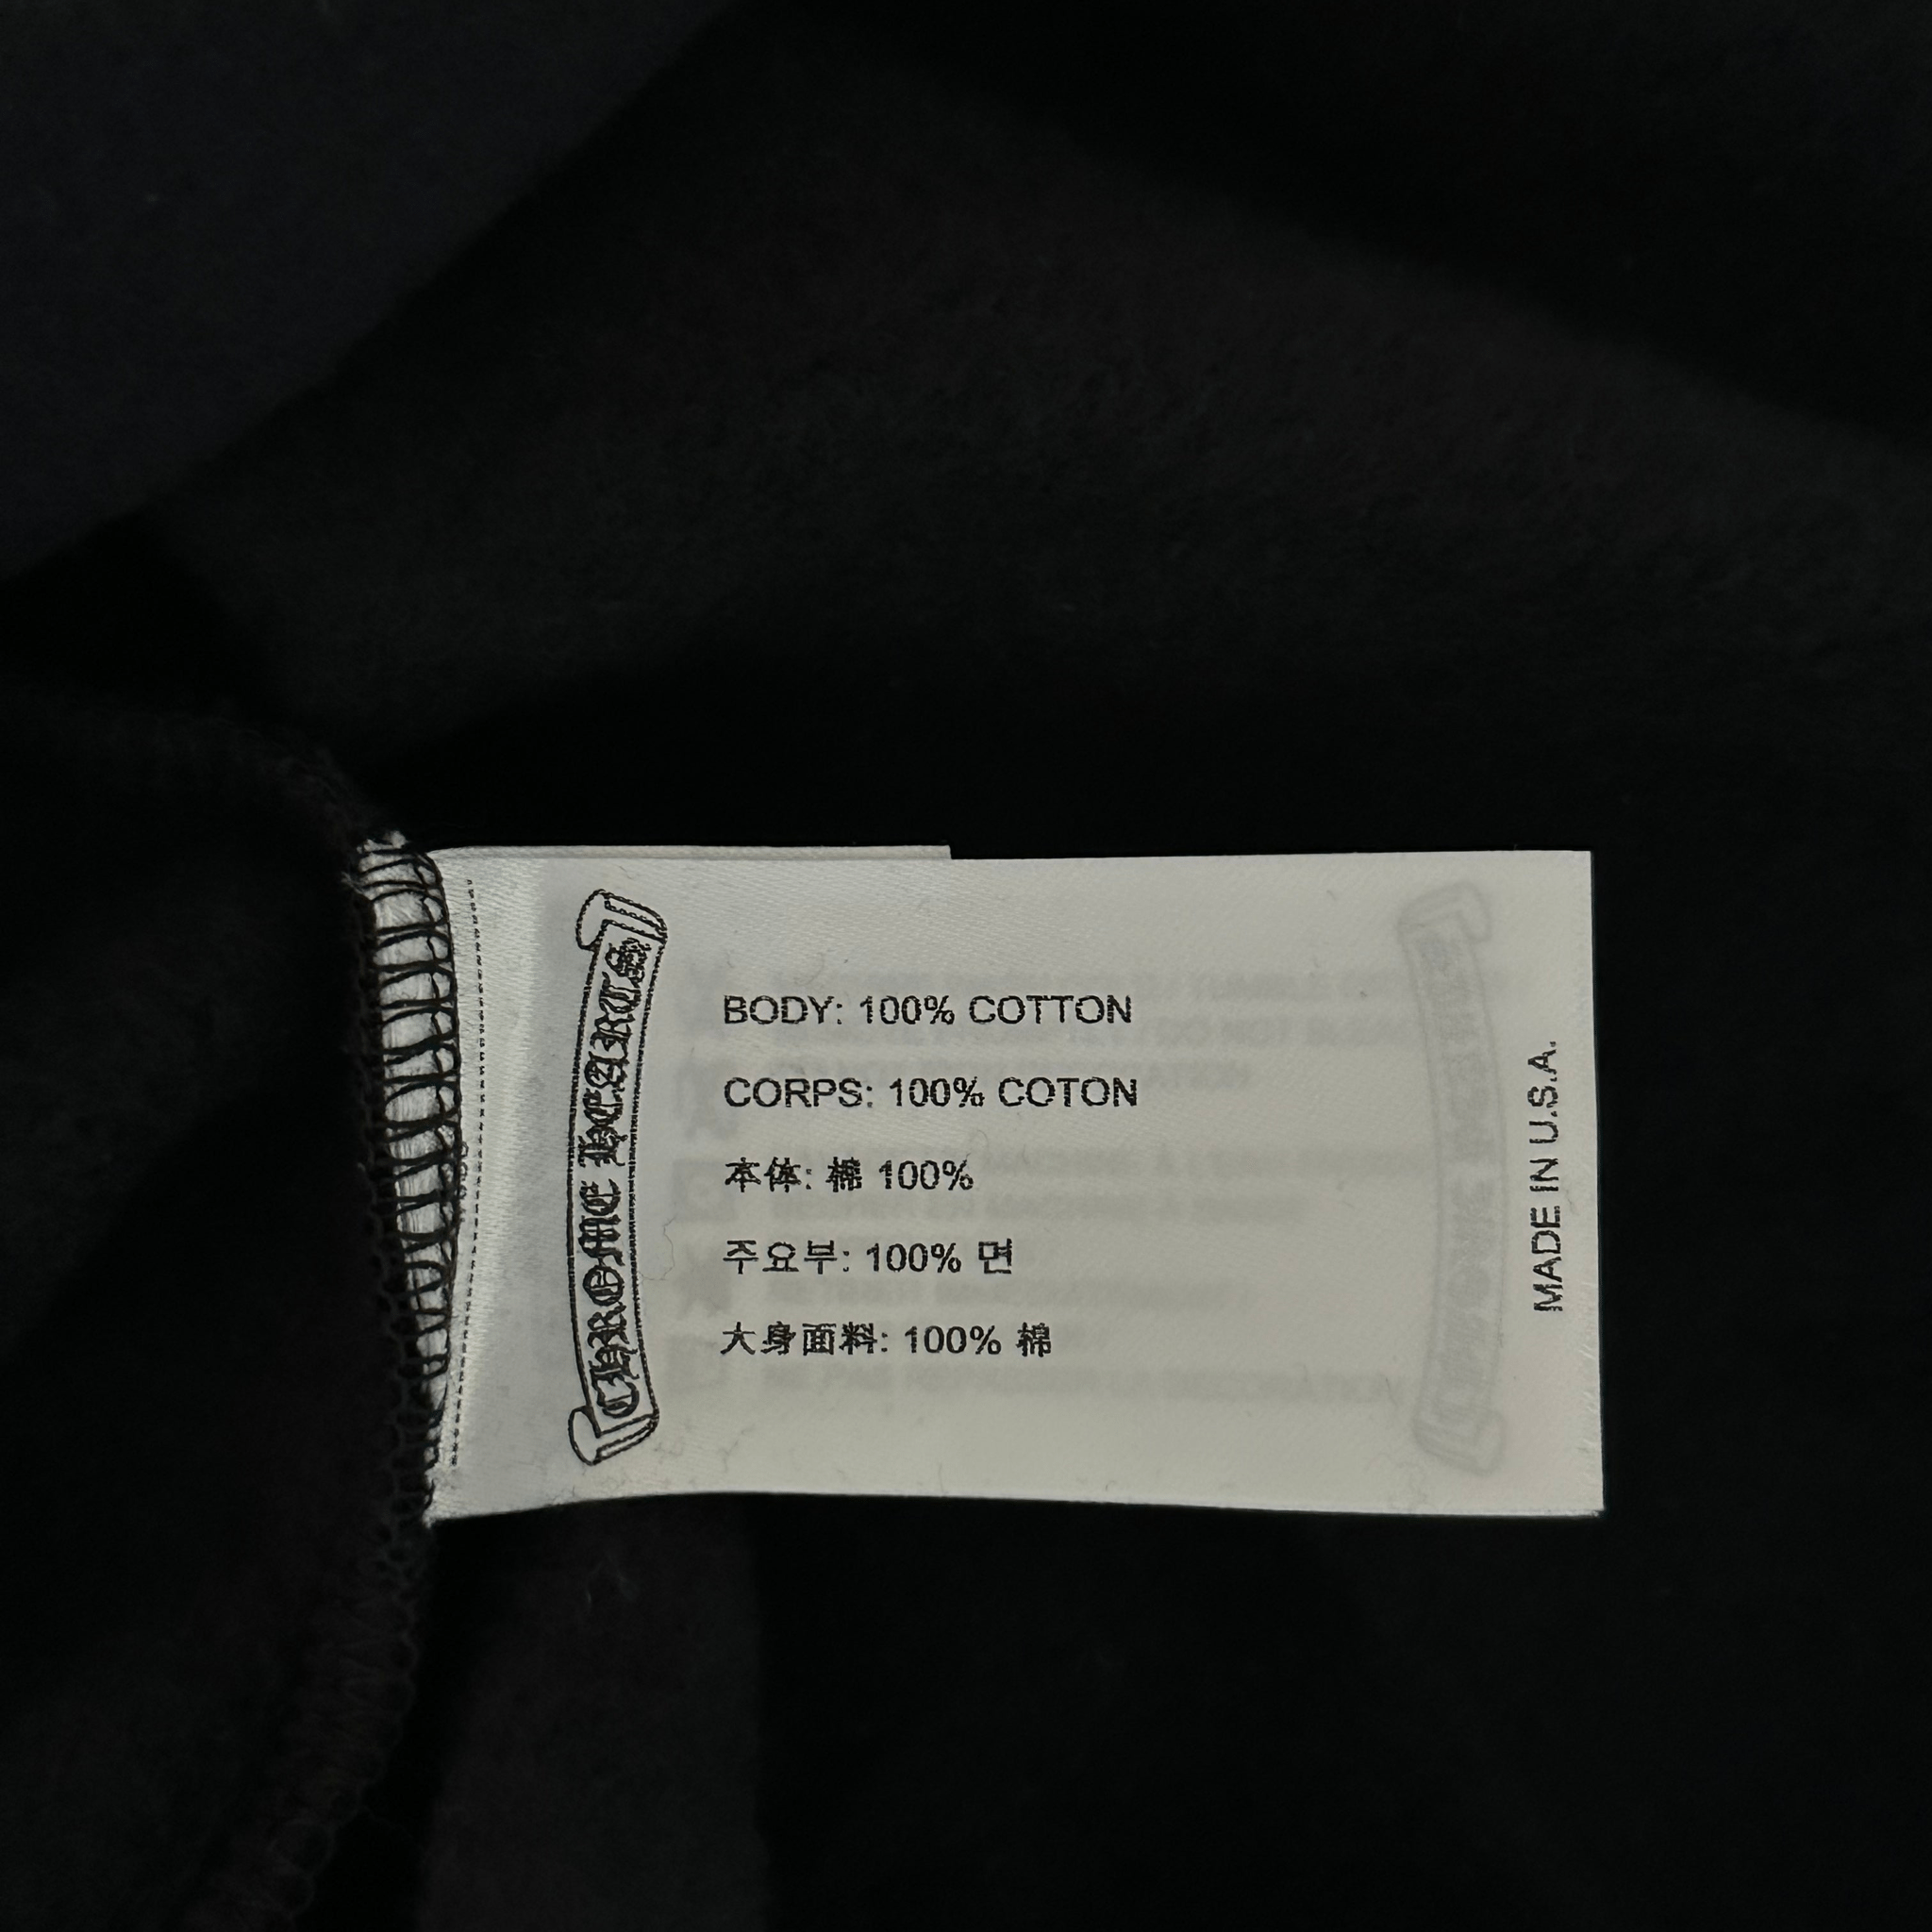 CHROME HEARTS
BODY: 100% COTTON
CORPS: 100% COTON
本体: 棉 100%
주요부: 100% 면
大身面料: 100% 棉
MADE IN U.S.A.